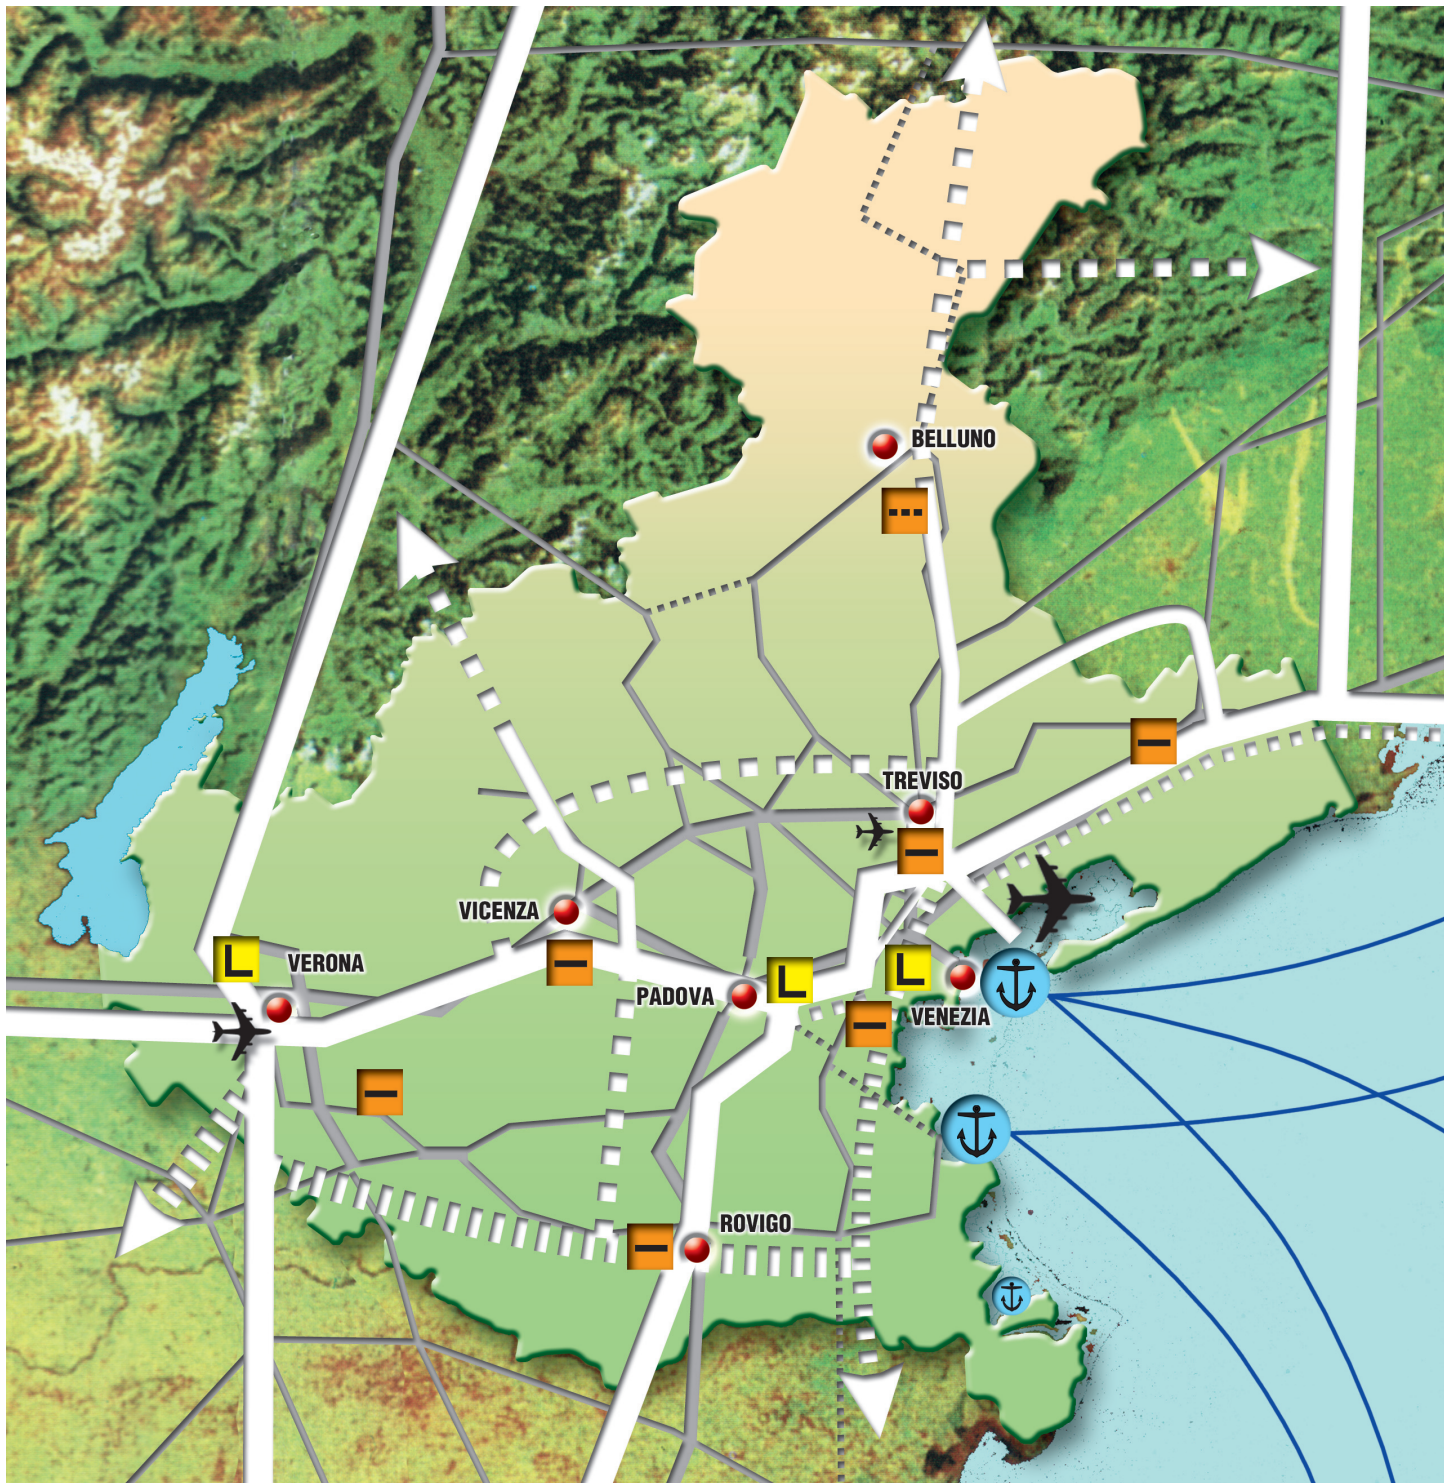 BELLUNO
TREVISO
VICENZA
L
VERONA
L
L
PADOVA
VENEZIA
ROVIGO